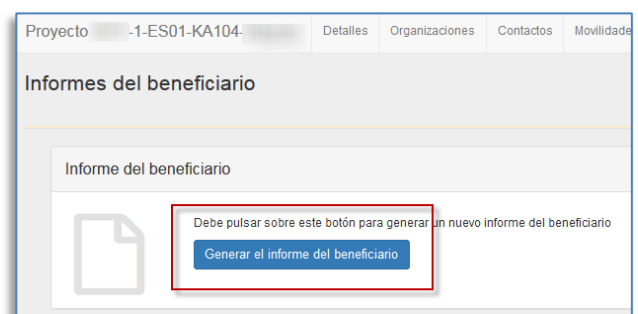 Proyecto -1-ES01-KA104- Detalles Organizaciones Contactos Movilidade
Informes del beneficiario
Informe del beneficiario
Debe pulsar sobre este botón para generar un nuevo informe del beneficiario
Generar el informe del beneficiario